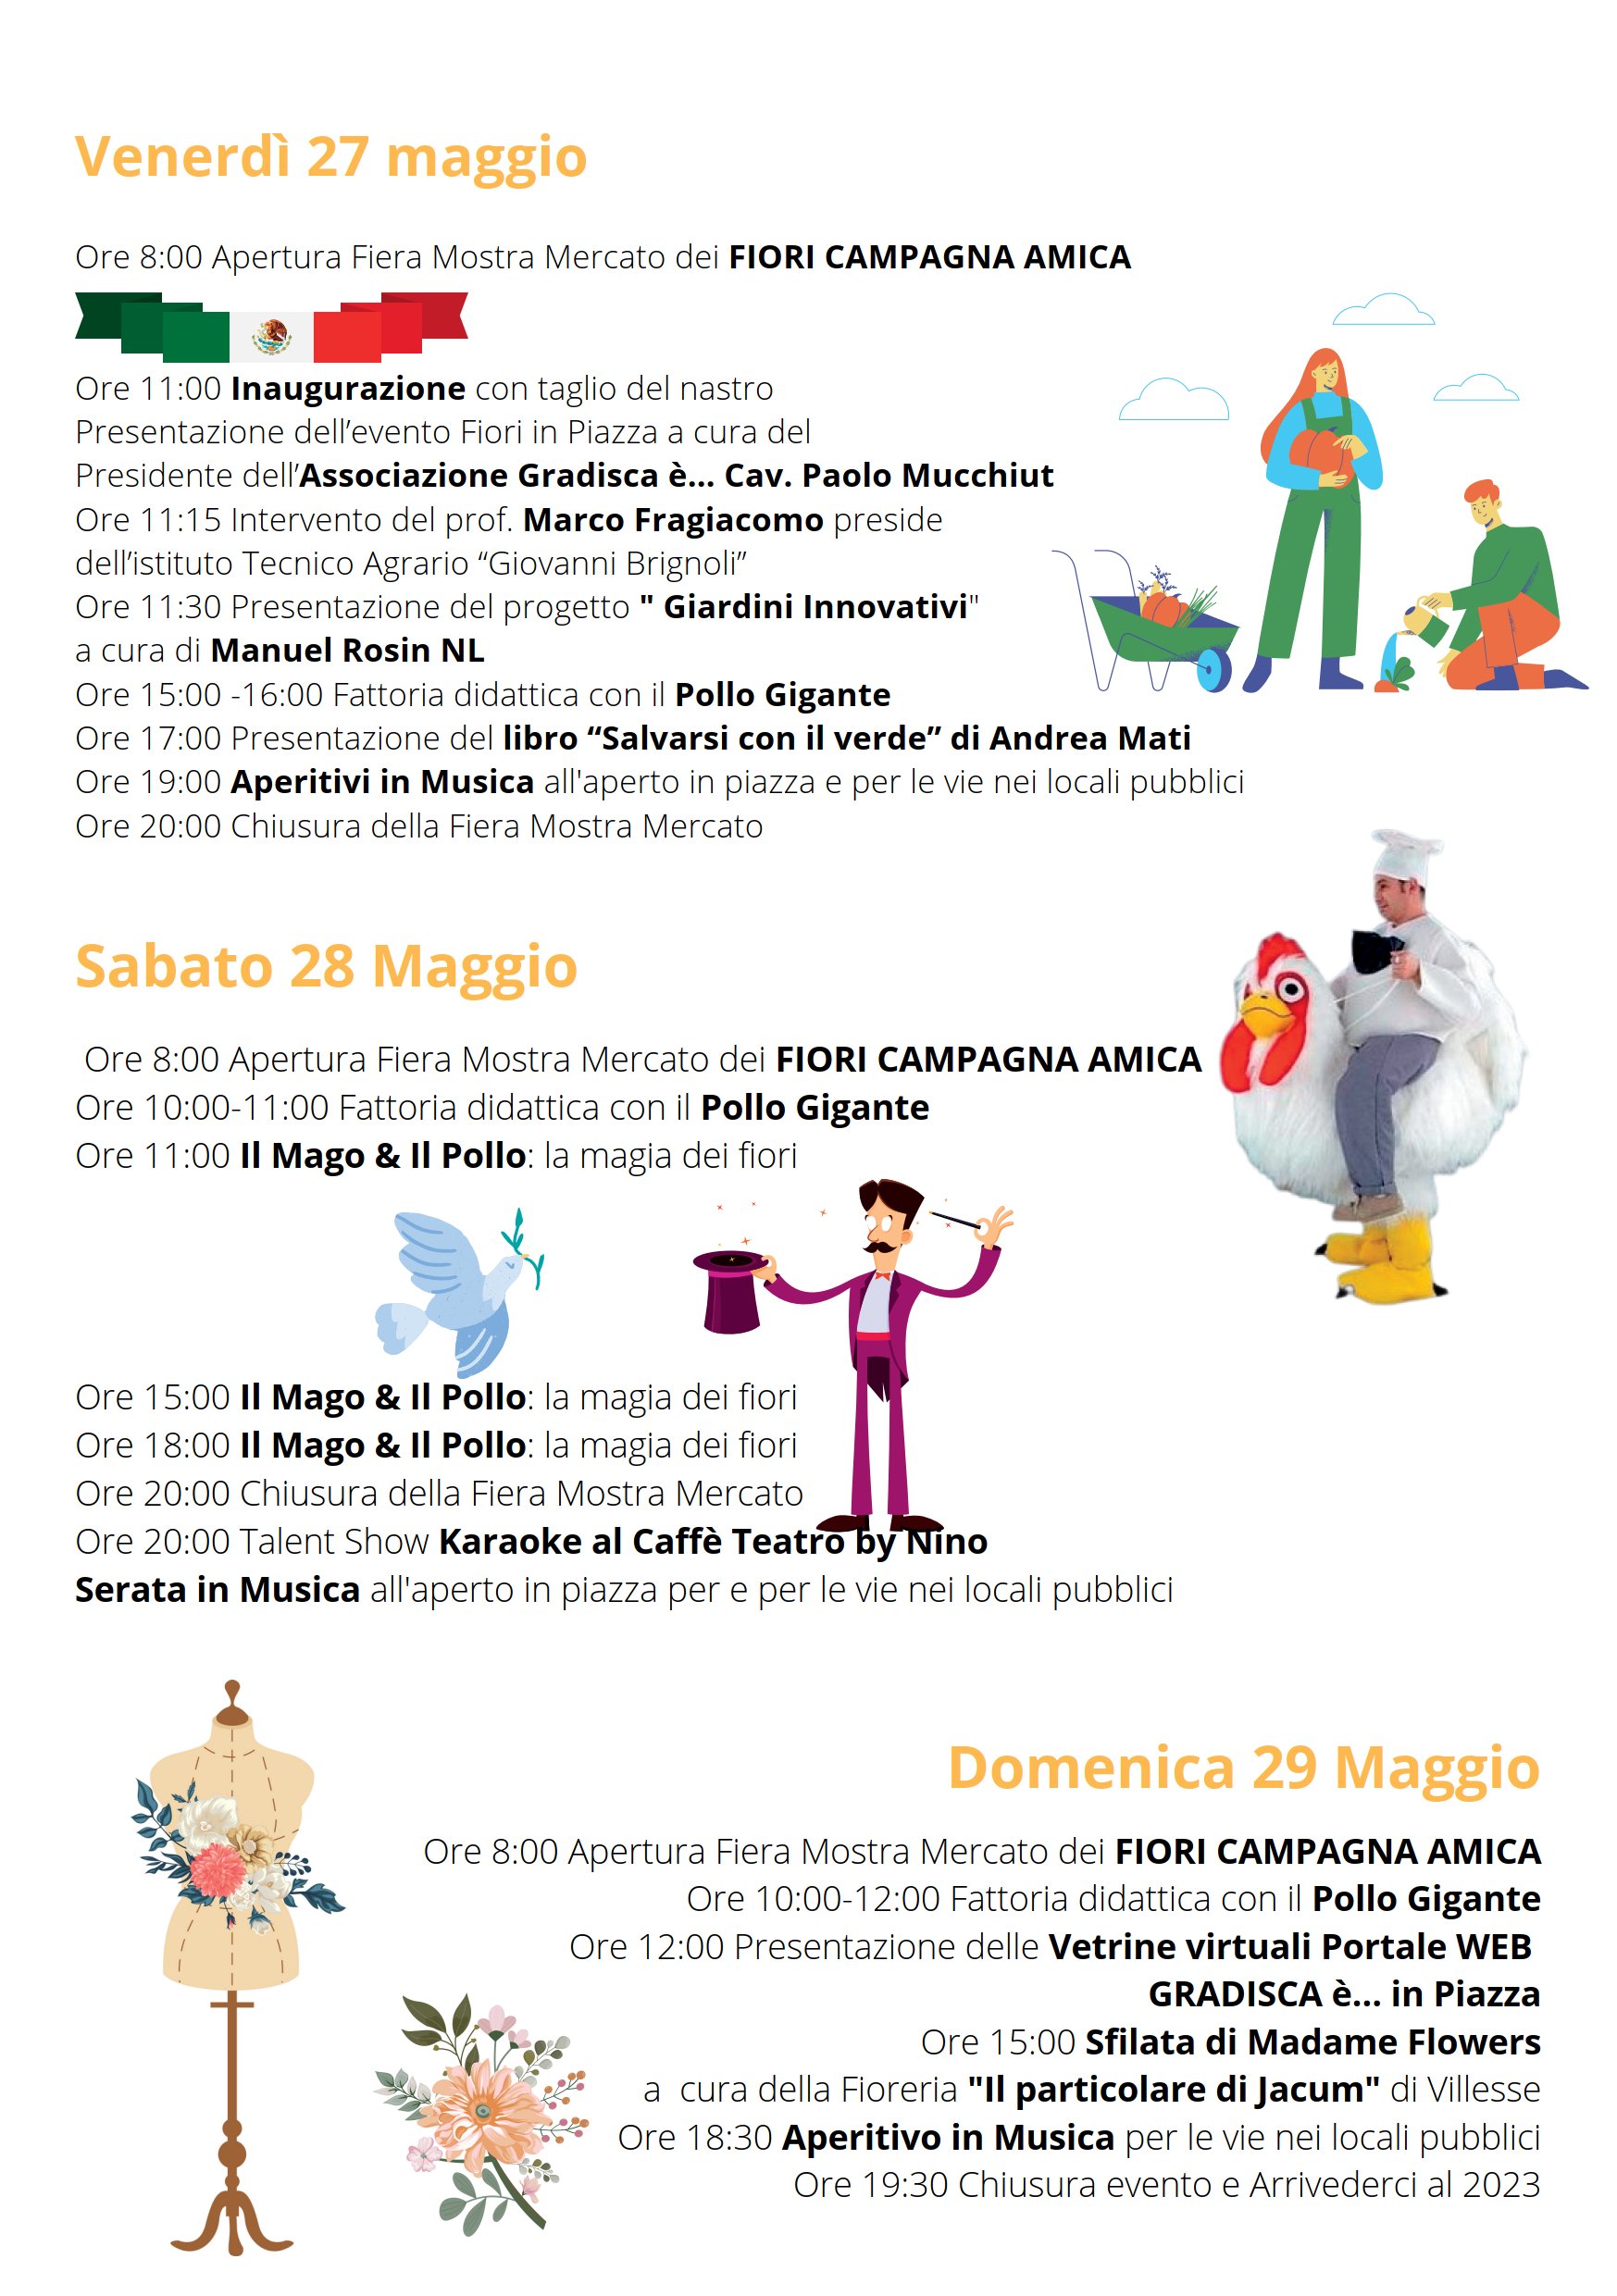 Venerdì 27 maggio
Ore 8:00 Apertura Fiera Mostra Mercato dei FIORI CAMPAGNA AMICA
Ore 11:00 Inaugurazione con taglio del nastro
Presentazione dell’evento Fiori in Piazza a cura del
Presidente dell’Associazione Gradisca è... Cav. Paolo Mucchiut
Ore 11:15 Intervento del prof. Marco Fragiacomo preside
dell’istituto Tecnico Agrario “Giovanni Brignoli”
Ore 11:30 Presentazione del progetto " Giardini Innovativi"
a cura di Manuel Rosin NL
Ore 15:00 -16:00 Fattoria didattica con il Pollo Gigante
Ore 17:00 Presentazione del libro “Salvarsi con il verde” di Andrea Mati
Ore 19:00 Aperitivi in Musica all'aperto in piazza e per le vie nei locali pubblici
Ore 20:00 Chiusura della Fiera Mostra Mercato
Sabato 28 Maggio
Ore 8:00 Apertura Fiera Mostra Mercato dei FIORI CAMPAGNA AMICA
Ore 10:00-11:00 Fattoria didattica con il Pollo Gigante
Ore 11:00 Il Mago & Il Pollo: la magia dei fiori
Ore 15:00 Il Mago & Il Pollo: la magia dei fiori
Ore 18:00 Il Mago & Il Pollo: la magia dei fiori
Ore 20:00 Chiusura della Fiera Mostra Mercato
Ore 20:00 Talent Show Karaoke al Caffè Teatro by Nino
Serata in Musica all'aperto in piazza per e per le vie nei locali pubblici
Domenica 29 Maggio
Ore 8:00 Apertura Fiera Mostra Mercato dei FIORI CAMPAGNA AMICA
Ore 10:00-12:00 Fattoria didattica con il Pollo Gigante
Ore 12:00 Presentazione delle Vetrine virtuali Portale WEB
GRADISCA è... in Piazza
Ore 15:00 Sfilata di Madame Flowers
a  cura della Fioreria "Il particolare di Jacum" di Villesse
Ore 18:30 Aperitivo in Musica per le vie nei locali pubblici
Ore 19:30 Chiusura evento e Arrivederci al 2023